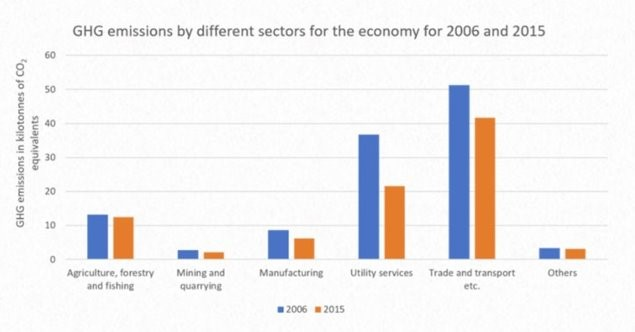 GHG emissions by different sectors for the economy for 2006 and 2015
GHG emissions in kilotonnes of CO₂
equivalents
60
50
40
30
20
10
0
Agriculture, forestry
and fishing
Mining and
quarrying
Manufacturing
Utility services
Trade and transport
etc.
Others
2006
2015